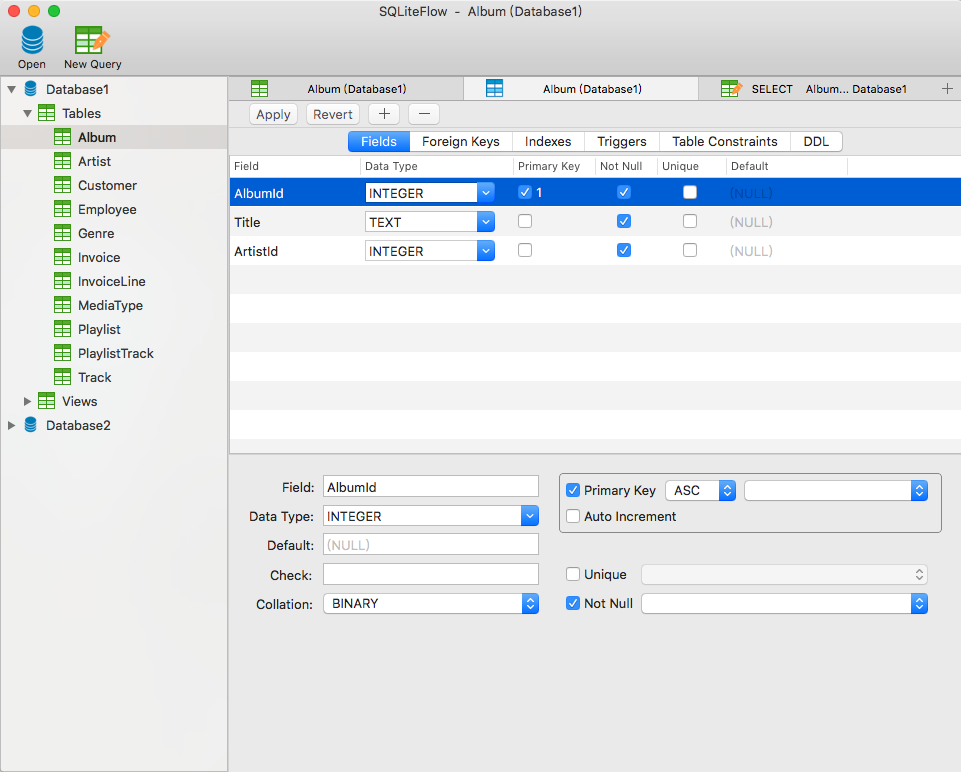 SQLiteFlow - Album (Database1)
Open New Query
Database1
Tables
Album
Artist
Customer
Employee
Genre
Invoice
InvoiceLine
MediaType
Playlist
PlaylistTrack
Track
Views
Database2
Album (Database1) Album (Database1) SELECT Album... Database1 +
Apply Revert + −
Fields Foreign Keys Indexes Triggers Table Constraints DDL
Field Data Type Primary Key Not Null Unique Default
AlbumId INTEGER 1 (NULL)
Title TEXT (NULL)
ArtistId INTEGER (NULL)
Field: AlbumId
Data Type: INTEGER
Default: (NULL)
Check:
Collation: BINARY
Primary Key ASC
Auto Increment
Unique
Not Null